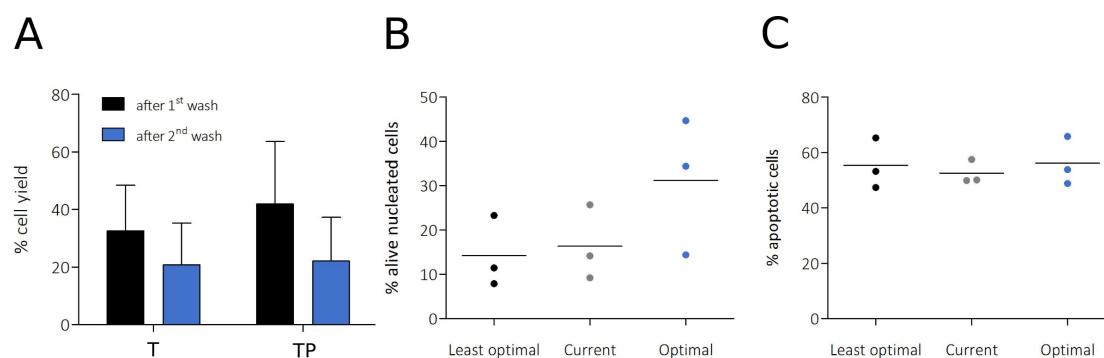 A
% cell yield
80
60
40
20
0
after 1st wash
after 2nd wash
T
TP
B
% alive nucleated cells
50
40
30
20
10
0
Least optimal
Current
Optimal
C
% apoptotic cells
80
60
40
20
0
Least optimal
Current
Optimal